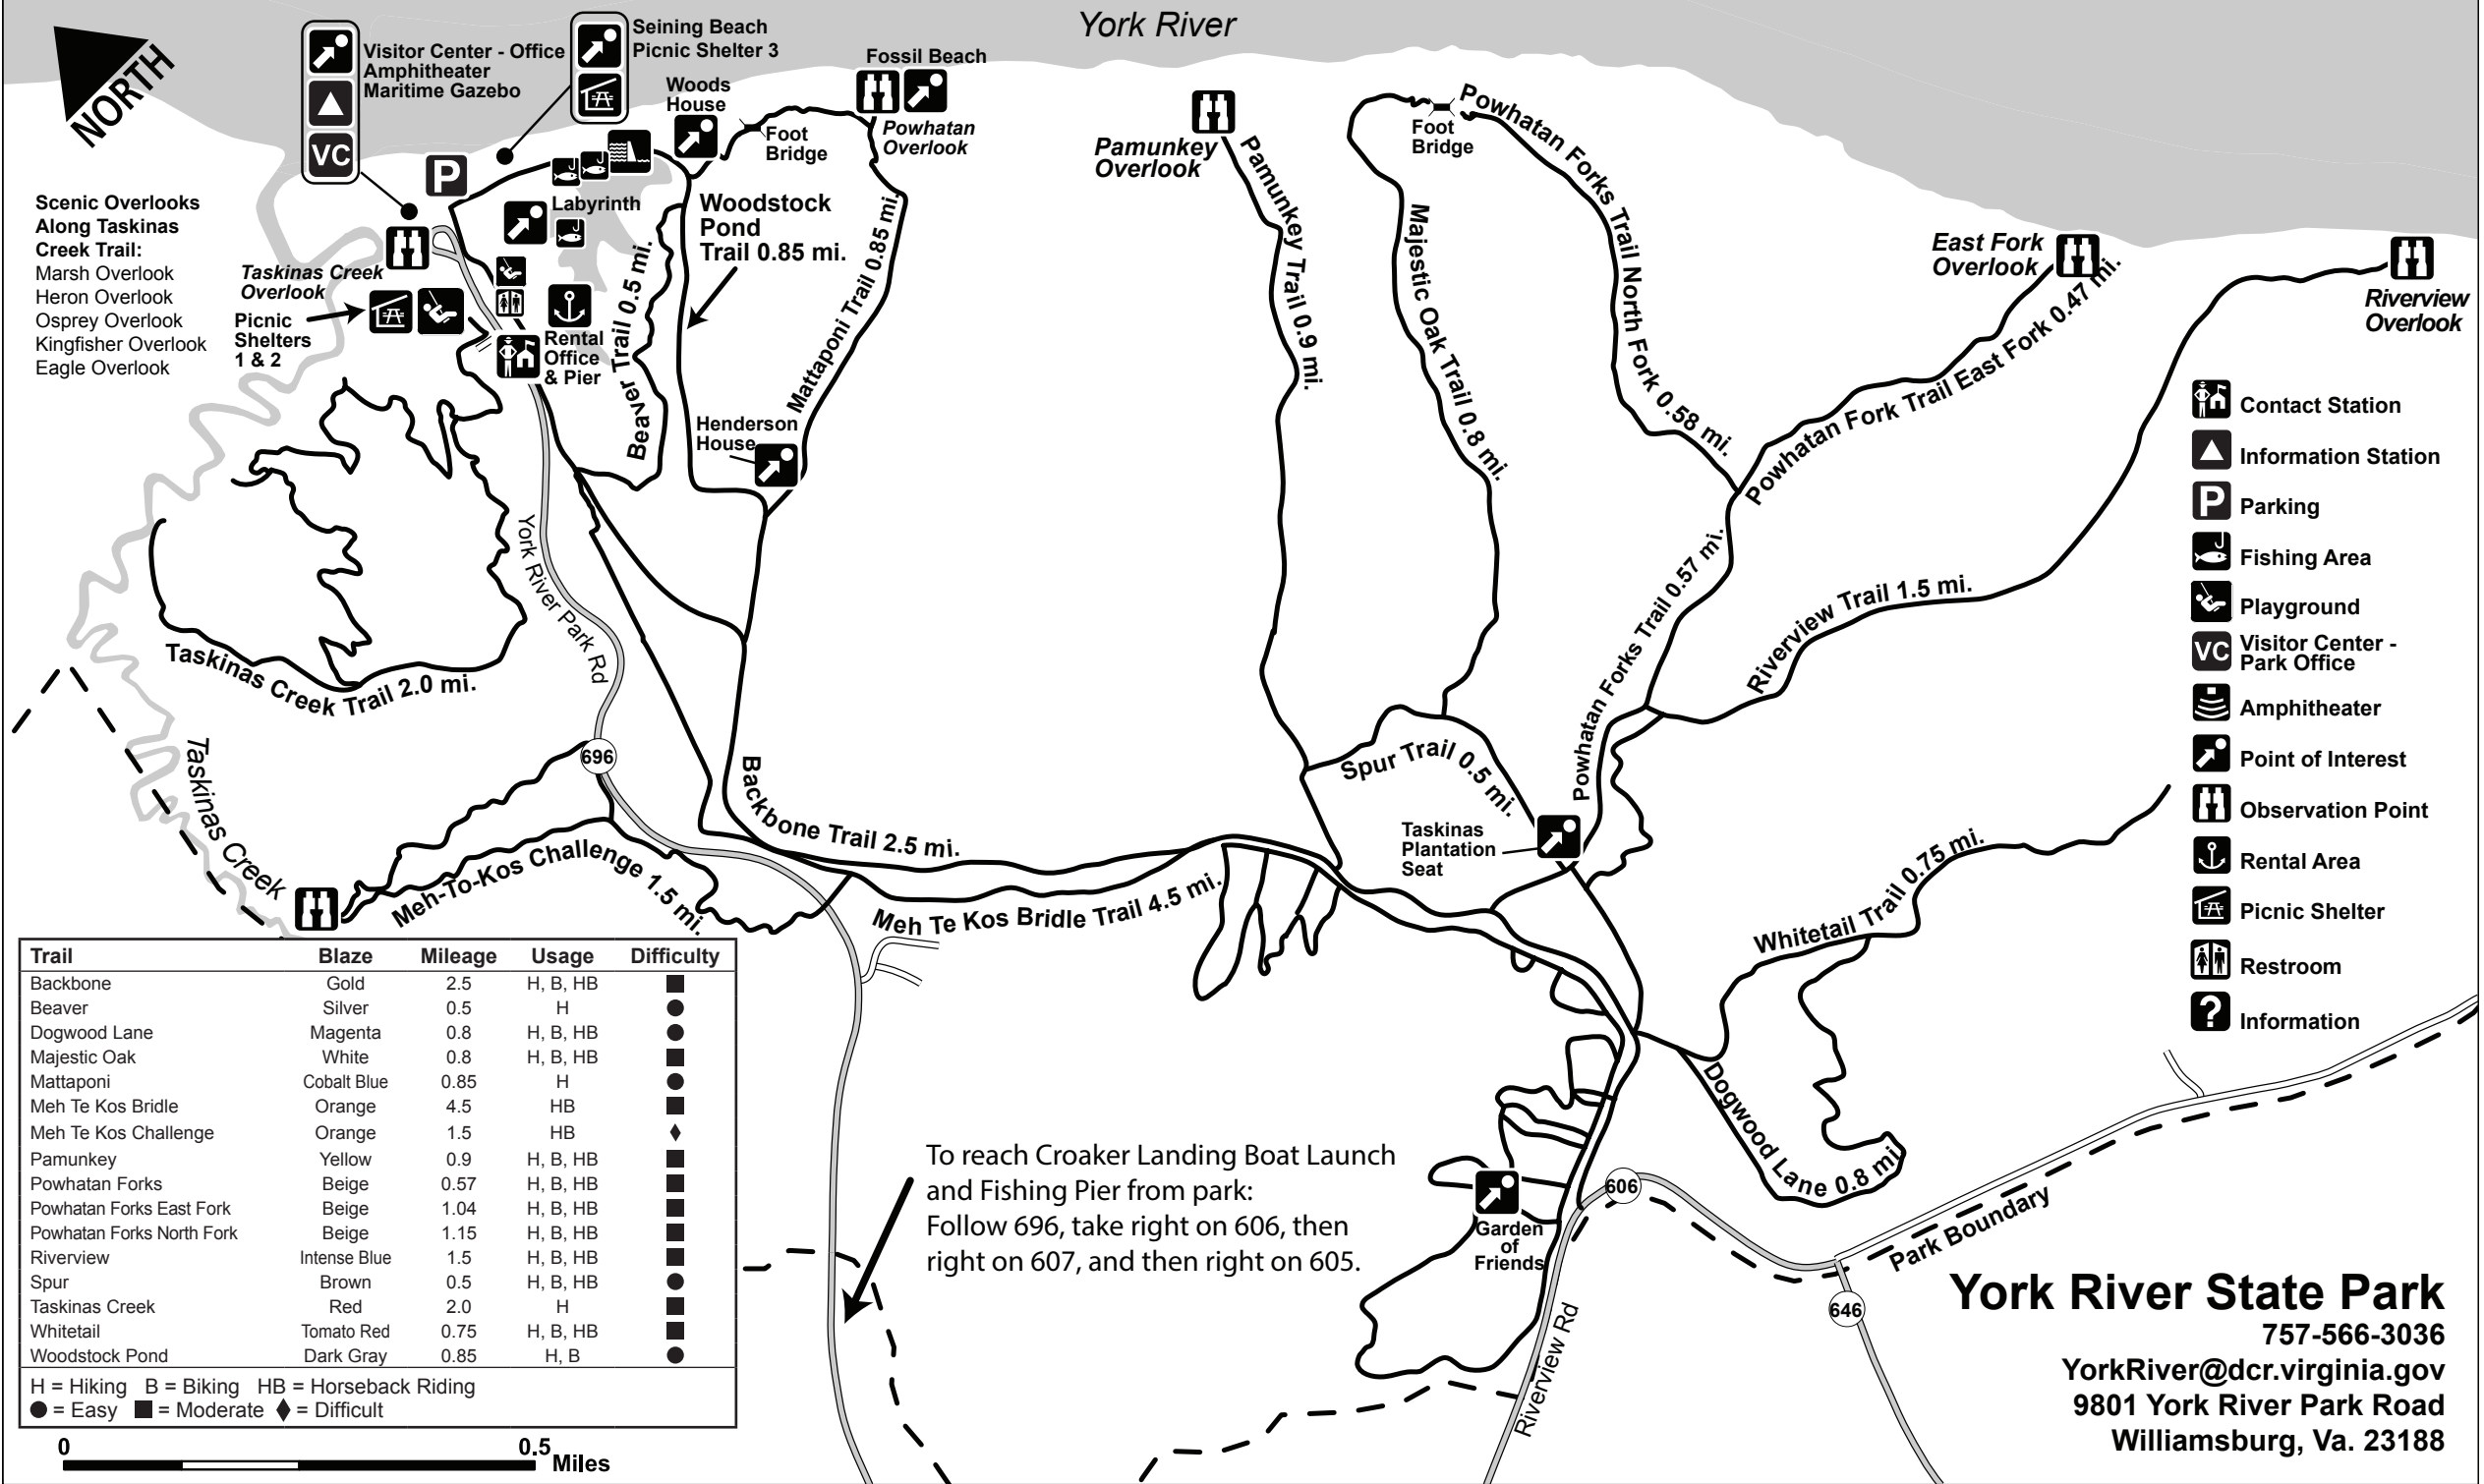 York River
NORTH
Visitor Center - Office
Amphitheater
Maritime Gazebo
VC
P
Seining Beach
Picnic Shelter 3
Woods
House
Foot
Bridge
Fossil Beach
Powhatan
Overlook
Labyrinth
Scenic Overlooks
Along Taskinas
Creek Trail:
Marsh Overlook
Heron Overlook
Osprey Overlook
Kingfisher Overlook
Eagle Overlook
Taskinas Creek
Overlook
Picnic
Shelters
1 & 2
Rental
Office
& Pier
Beaver Trail 0.5 mi.
Woodstock
Pond
Trail 0.85 mi.
Mattaponi Trail 0.85 mi.
Henderson
House
Pamunkey
Overlook
Pamunkey Trail 0.9 mi.
Foot
Bridge
Majestic Oak Trail 0.8 mi.
Powhatan Forks Trail North Fork 0.58 mi.
East Fork
Overlook
Powhatan Fork Trail East Fork 0.47 mi.
Riverview
Overlook
Powhatan Forks Trail 0.57 mi.
Riverview Trail 1.5 mi.
Spur Trail 0.5 mi.
Taskinas
Plantation
Seat
York River Park Rd
Taskinas Creek Trail 2.0 mi.
Taskinas Creek
696
Backbone Trail 2.5 mi.
Meh-To-Kos Challenge 1.5 mi.
Meh Te Kos Bridle Trail 4.5 mi.
Whitetail Trail 0.75 mi.
Dogwood Lane 0.8 mi.
Garden
of
Friends
606
Riverview Rd
646
Park Boundary
Contact Station
Information Station
P Parking
Fishing Area
Playground
VC Visitor Center -
Park Office
Amphitheater
Point of Interest
Observation Point
Rental Area
Picnic Shelter
Restroom
? Information
To reach Croaker Landing Boat Launch
and Fishing Pier from park:
Follow 696, take right on 606, then
right on 607, and then right on 605.
Trail Blaze Mileage Usage Difficulty
Backbone Gold 2.5 H, B, HB
Beaver Silver 0.5 H
Dogwood Lane Magenta 0.8 H, B, HB
Majestic Oak White 0.8 H, B, HB
Mattaponi Cobalt Blue 0.85 H
Meh Te Kos Bridle Orange 4.5 HB
Meh Te Kos Challenge Orange 1.5 HB
Pamunkey Yellow 0.9 H, B, HB
Powhatan Forks Beige 0.57 H, B, HB
Powhatan Forks East Fork Beige 1.04 H, B, HB
Powhatan Forks North Fork Beige 1.15 H, B, HB
Riverview Intense Blue 1.5 H, B, HB
Spur Brown 0.5 H, B, HB
Taskinas Creek Red 2.0 H
Whitetail Tomato Red 0.75 H, B, HB
Woodstock Pond Dark Gray 0.85 H, B
H = Hiking B = Biking HB = Horseback Riding
= Easy = Moderate = Difficult
0 0.5
Miles
York River State Park
757-566-3036
YorkRiver@dcr.virginia.gov
9801 York River Park Road
Williamsburg, Va. 23188